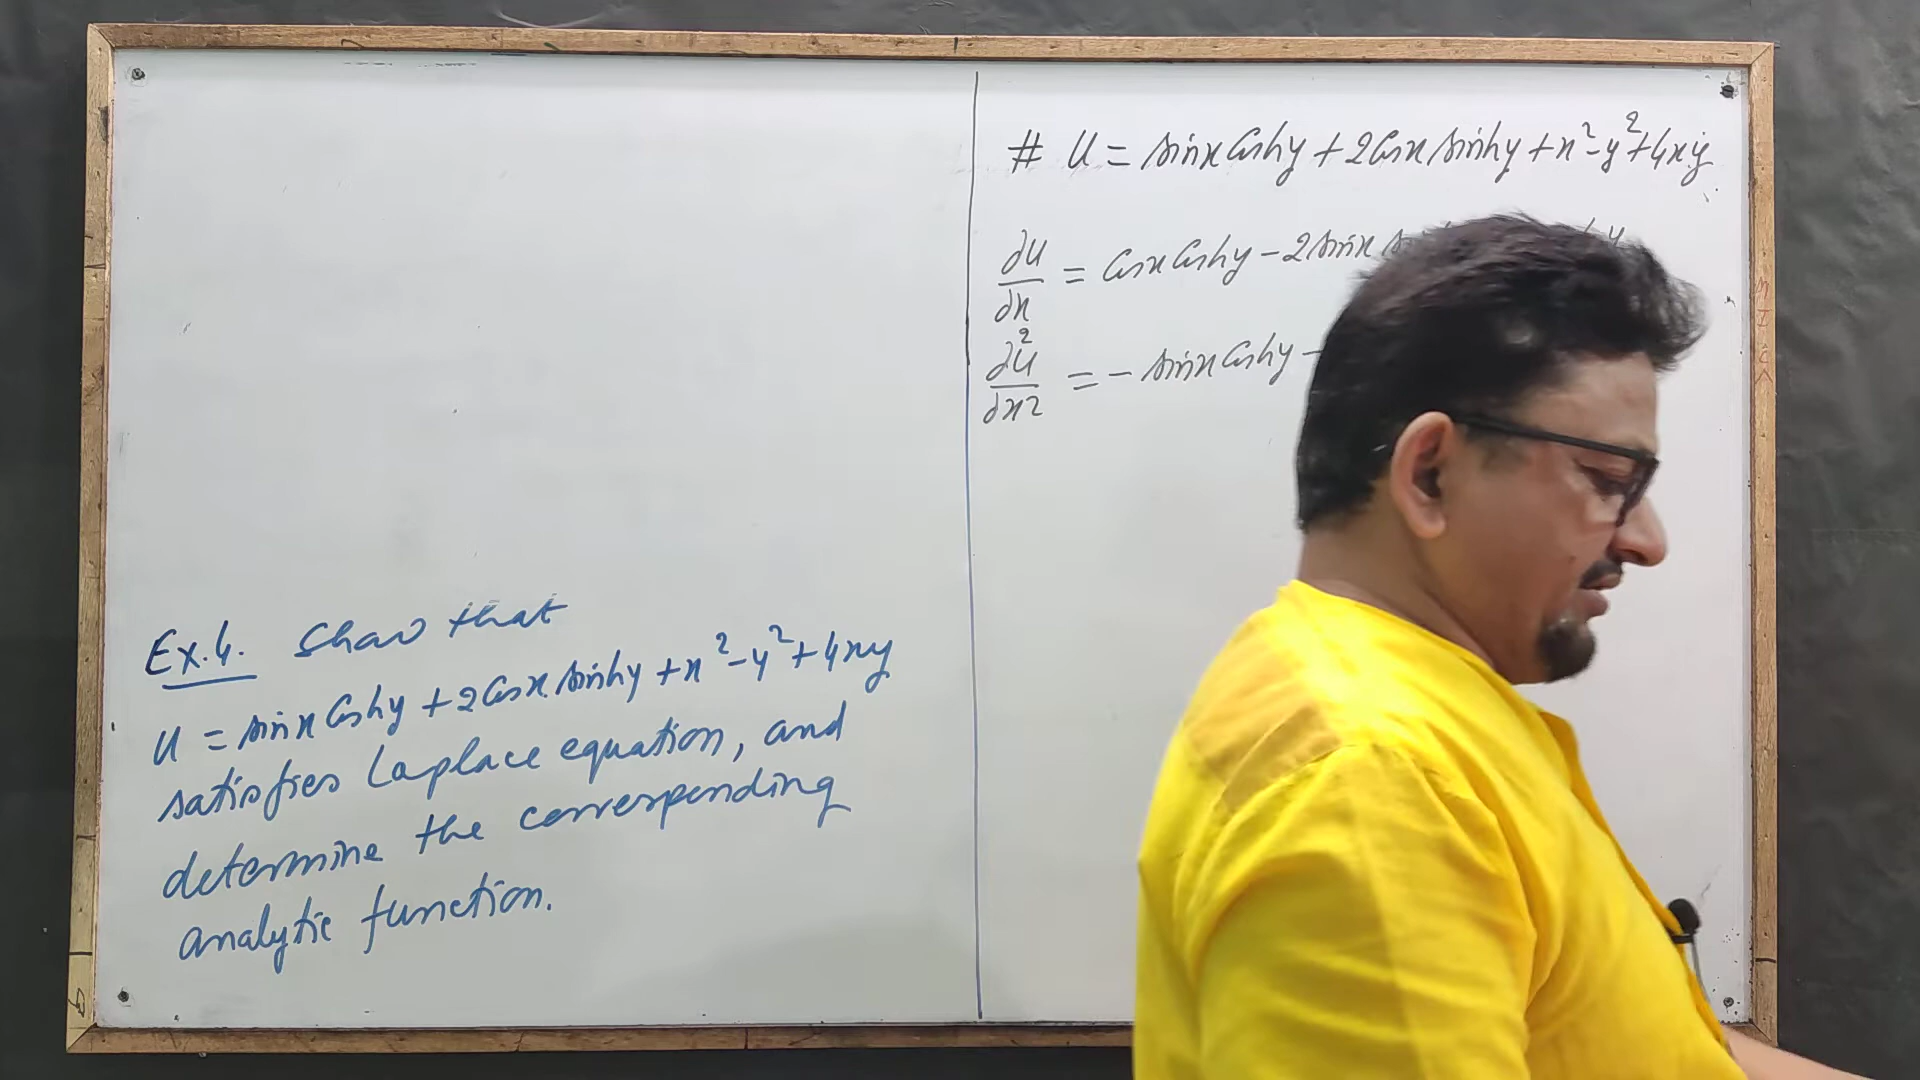 Ex.4. Show that
u = sinx coshy + 2cosx sinhy + x² - y² + 4xy
satisfies Laplace equation, and
determine the corresponding
analytic function.
# u = sinx coshy + 2cosx sinhy + x² - y² + 4xy
∂u/∂x = cosx coshy - 2sinx
∂²u/∂x² = - sinx coshy -